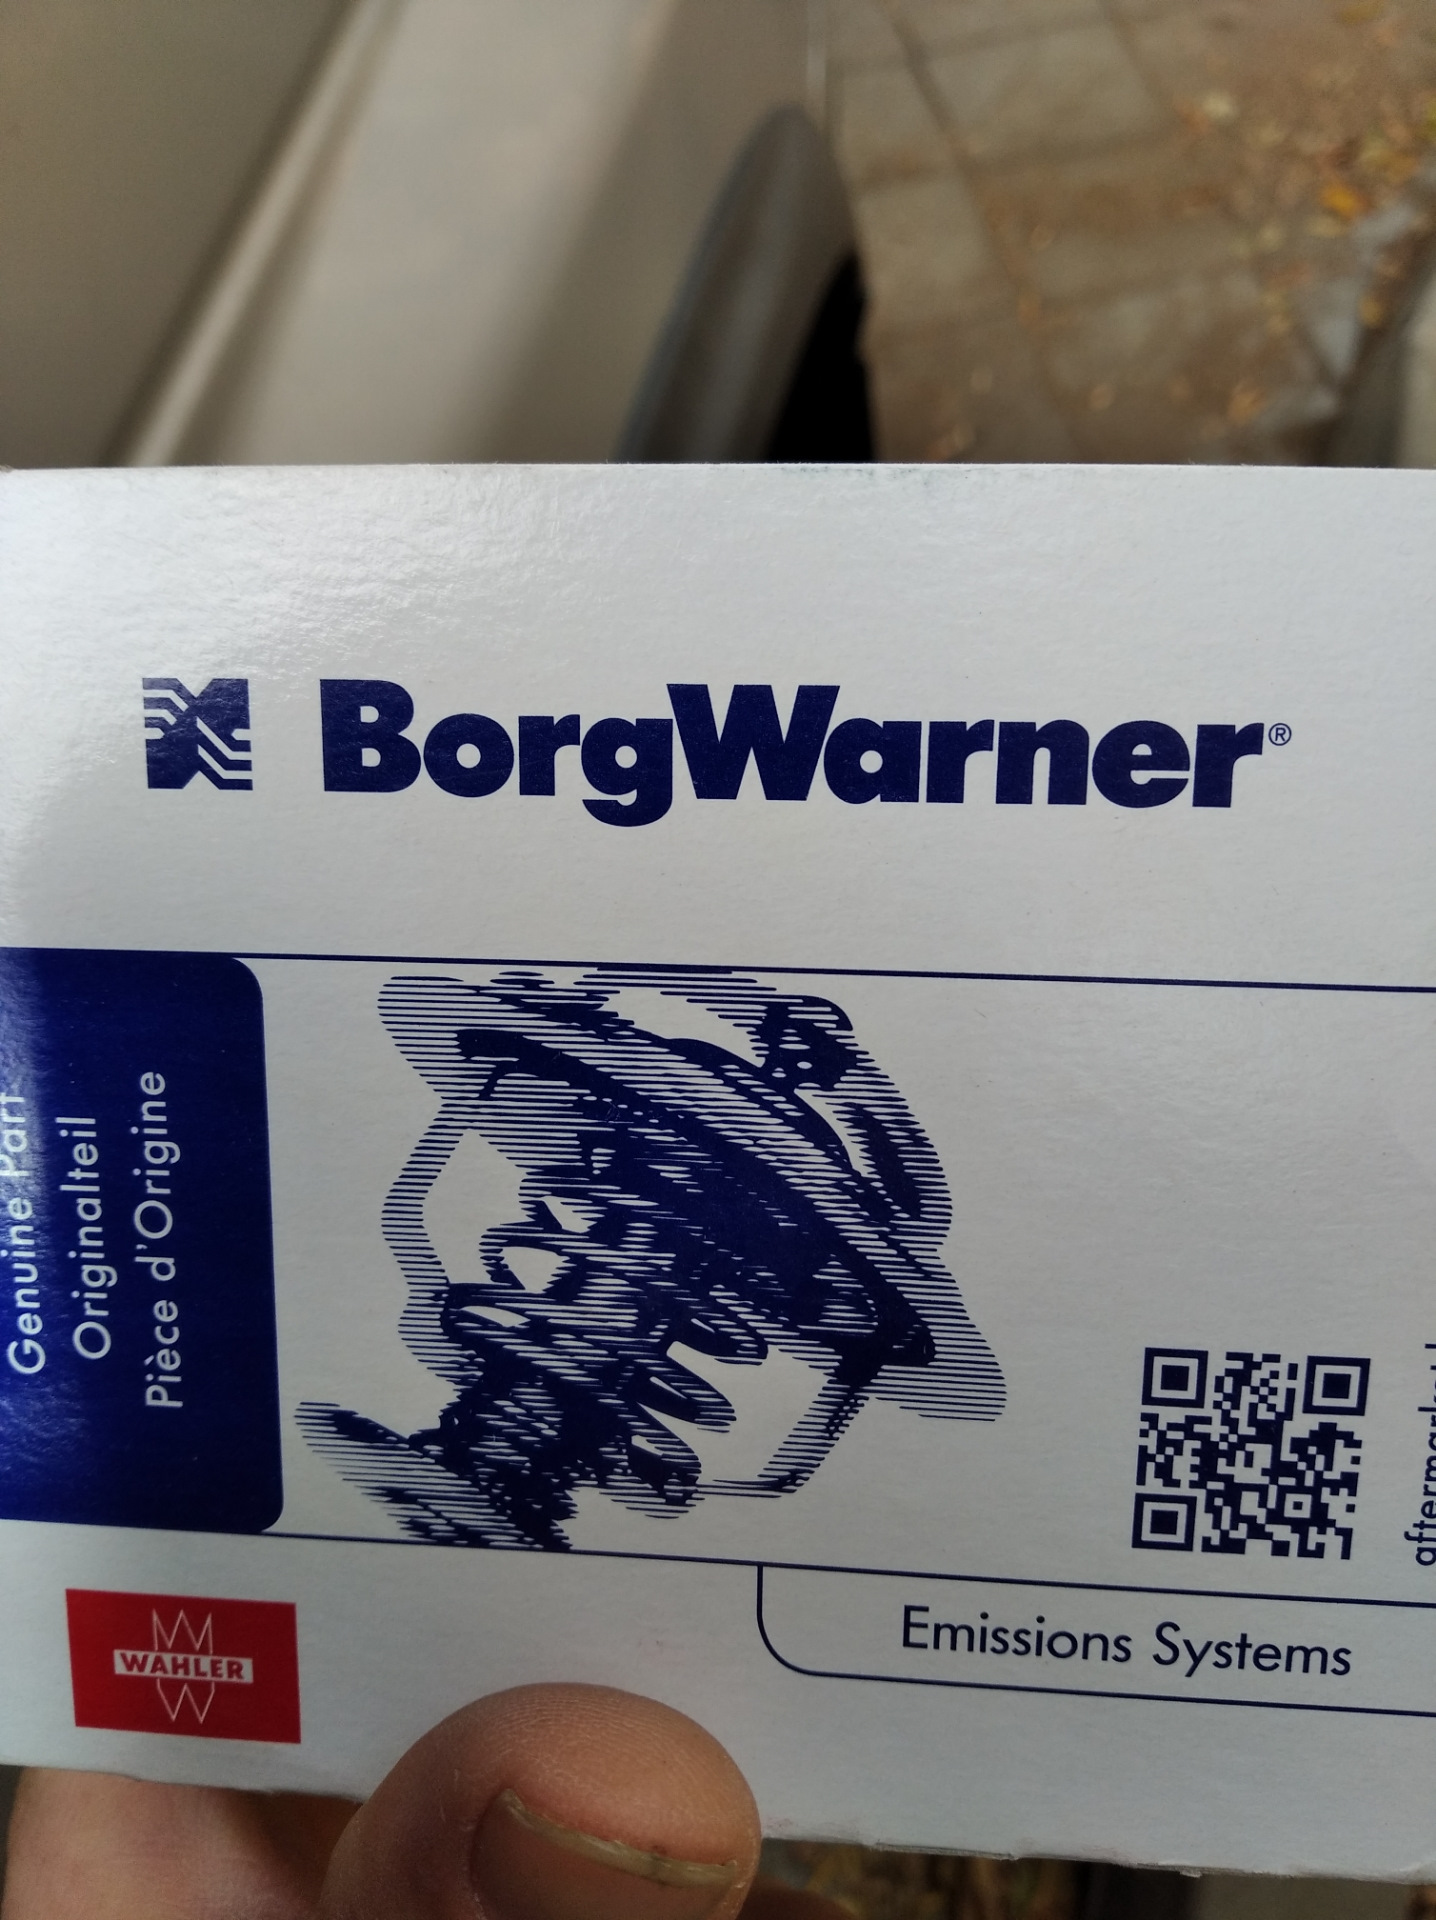 BorgWarner®
Genuine Part
Originalteil
Pièce d'Origine
WAHLER
Emissions Systems